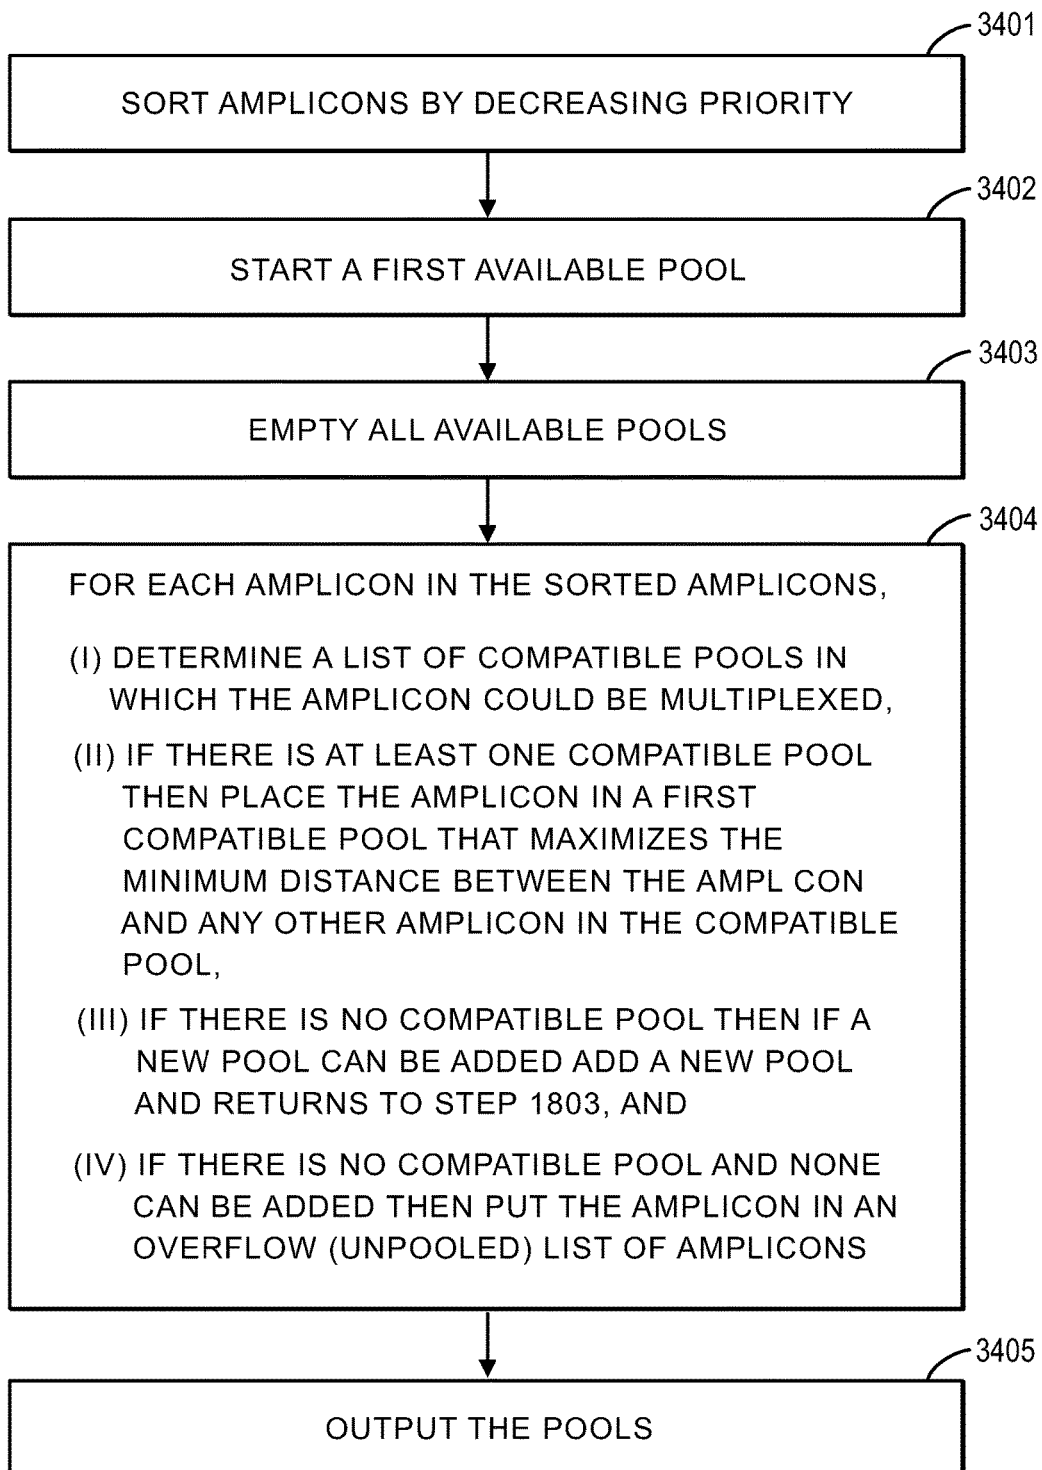 3401
SORT AMPLICONS BY DECREASING PRIORITY
3402
START A FIRST AVAILABLE POOL
3403
EMPTY ALL AVAILABLE POOLS
3404
FOR EACH AMPLICON IN THE SORTED AMPLICONS,
(I) DETERMINE A LIST OF COMPATIBLE POOLS IN
WHICH THE AMPLICON COULD BE MULTIPLEXED,
(II) IF THERE IS AT LEAST ONE COMPATIBLE POOL
THEN PLACE THE AMPLICON IN A FIRST
COMPATIBLE POOL THAT MAXIMIZES THE
MINIMUM DISTANCE BETWEEN THE AMPL CON
AND ANY OTHER AMPLICON IN THE COMPATIBLE
POOL,
(III) IF THERE IS NO COMPATIBLE POOL THEN IF A
NEW POOL CAN BE ADDED ADD A NEW POOL
AND RETURNS TO STEP 1803, AND
(IV) IF THERE IS NO COMPATIBLE POOL AND NONE
CAN BE ADDED THEN PUT THE AMPLICON IN AN
OVERFLOW (UNPOOLED) LIST OF AMPLICONS
3405
OUTPUT THE POOLS